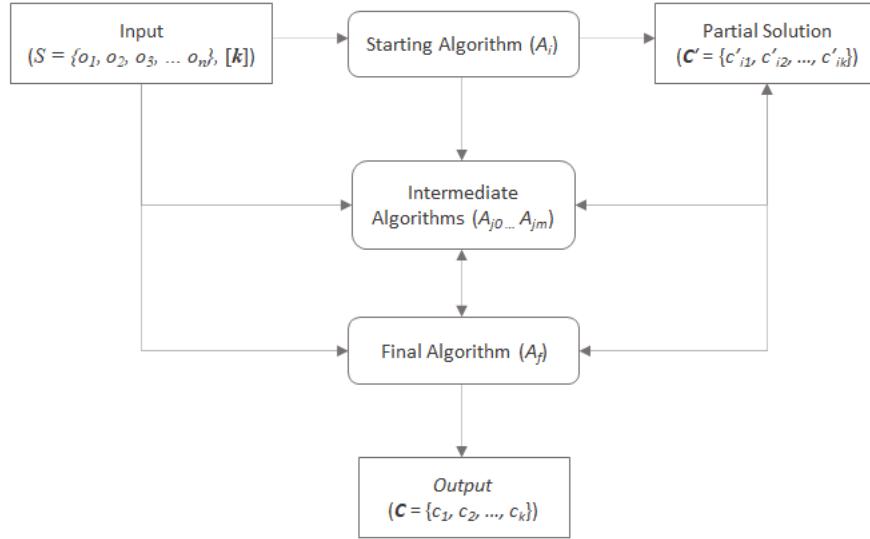 Input
(S = {o1, o2, o3, ... on}, [k])
Starting Algorithm (Ai)
Partial Solution
(C' = {c'i1, c'i2, ..., c'ik})
Intermediate
Algorithms (Aj0 ... Ajm)
Final Algorithm (Af)
Output
(C = {c1, c2, ..., ck})